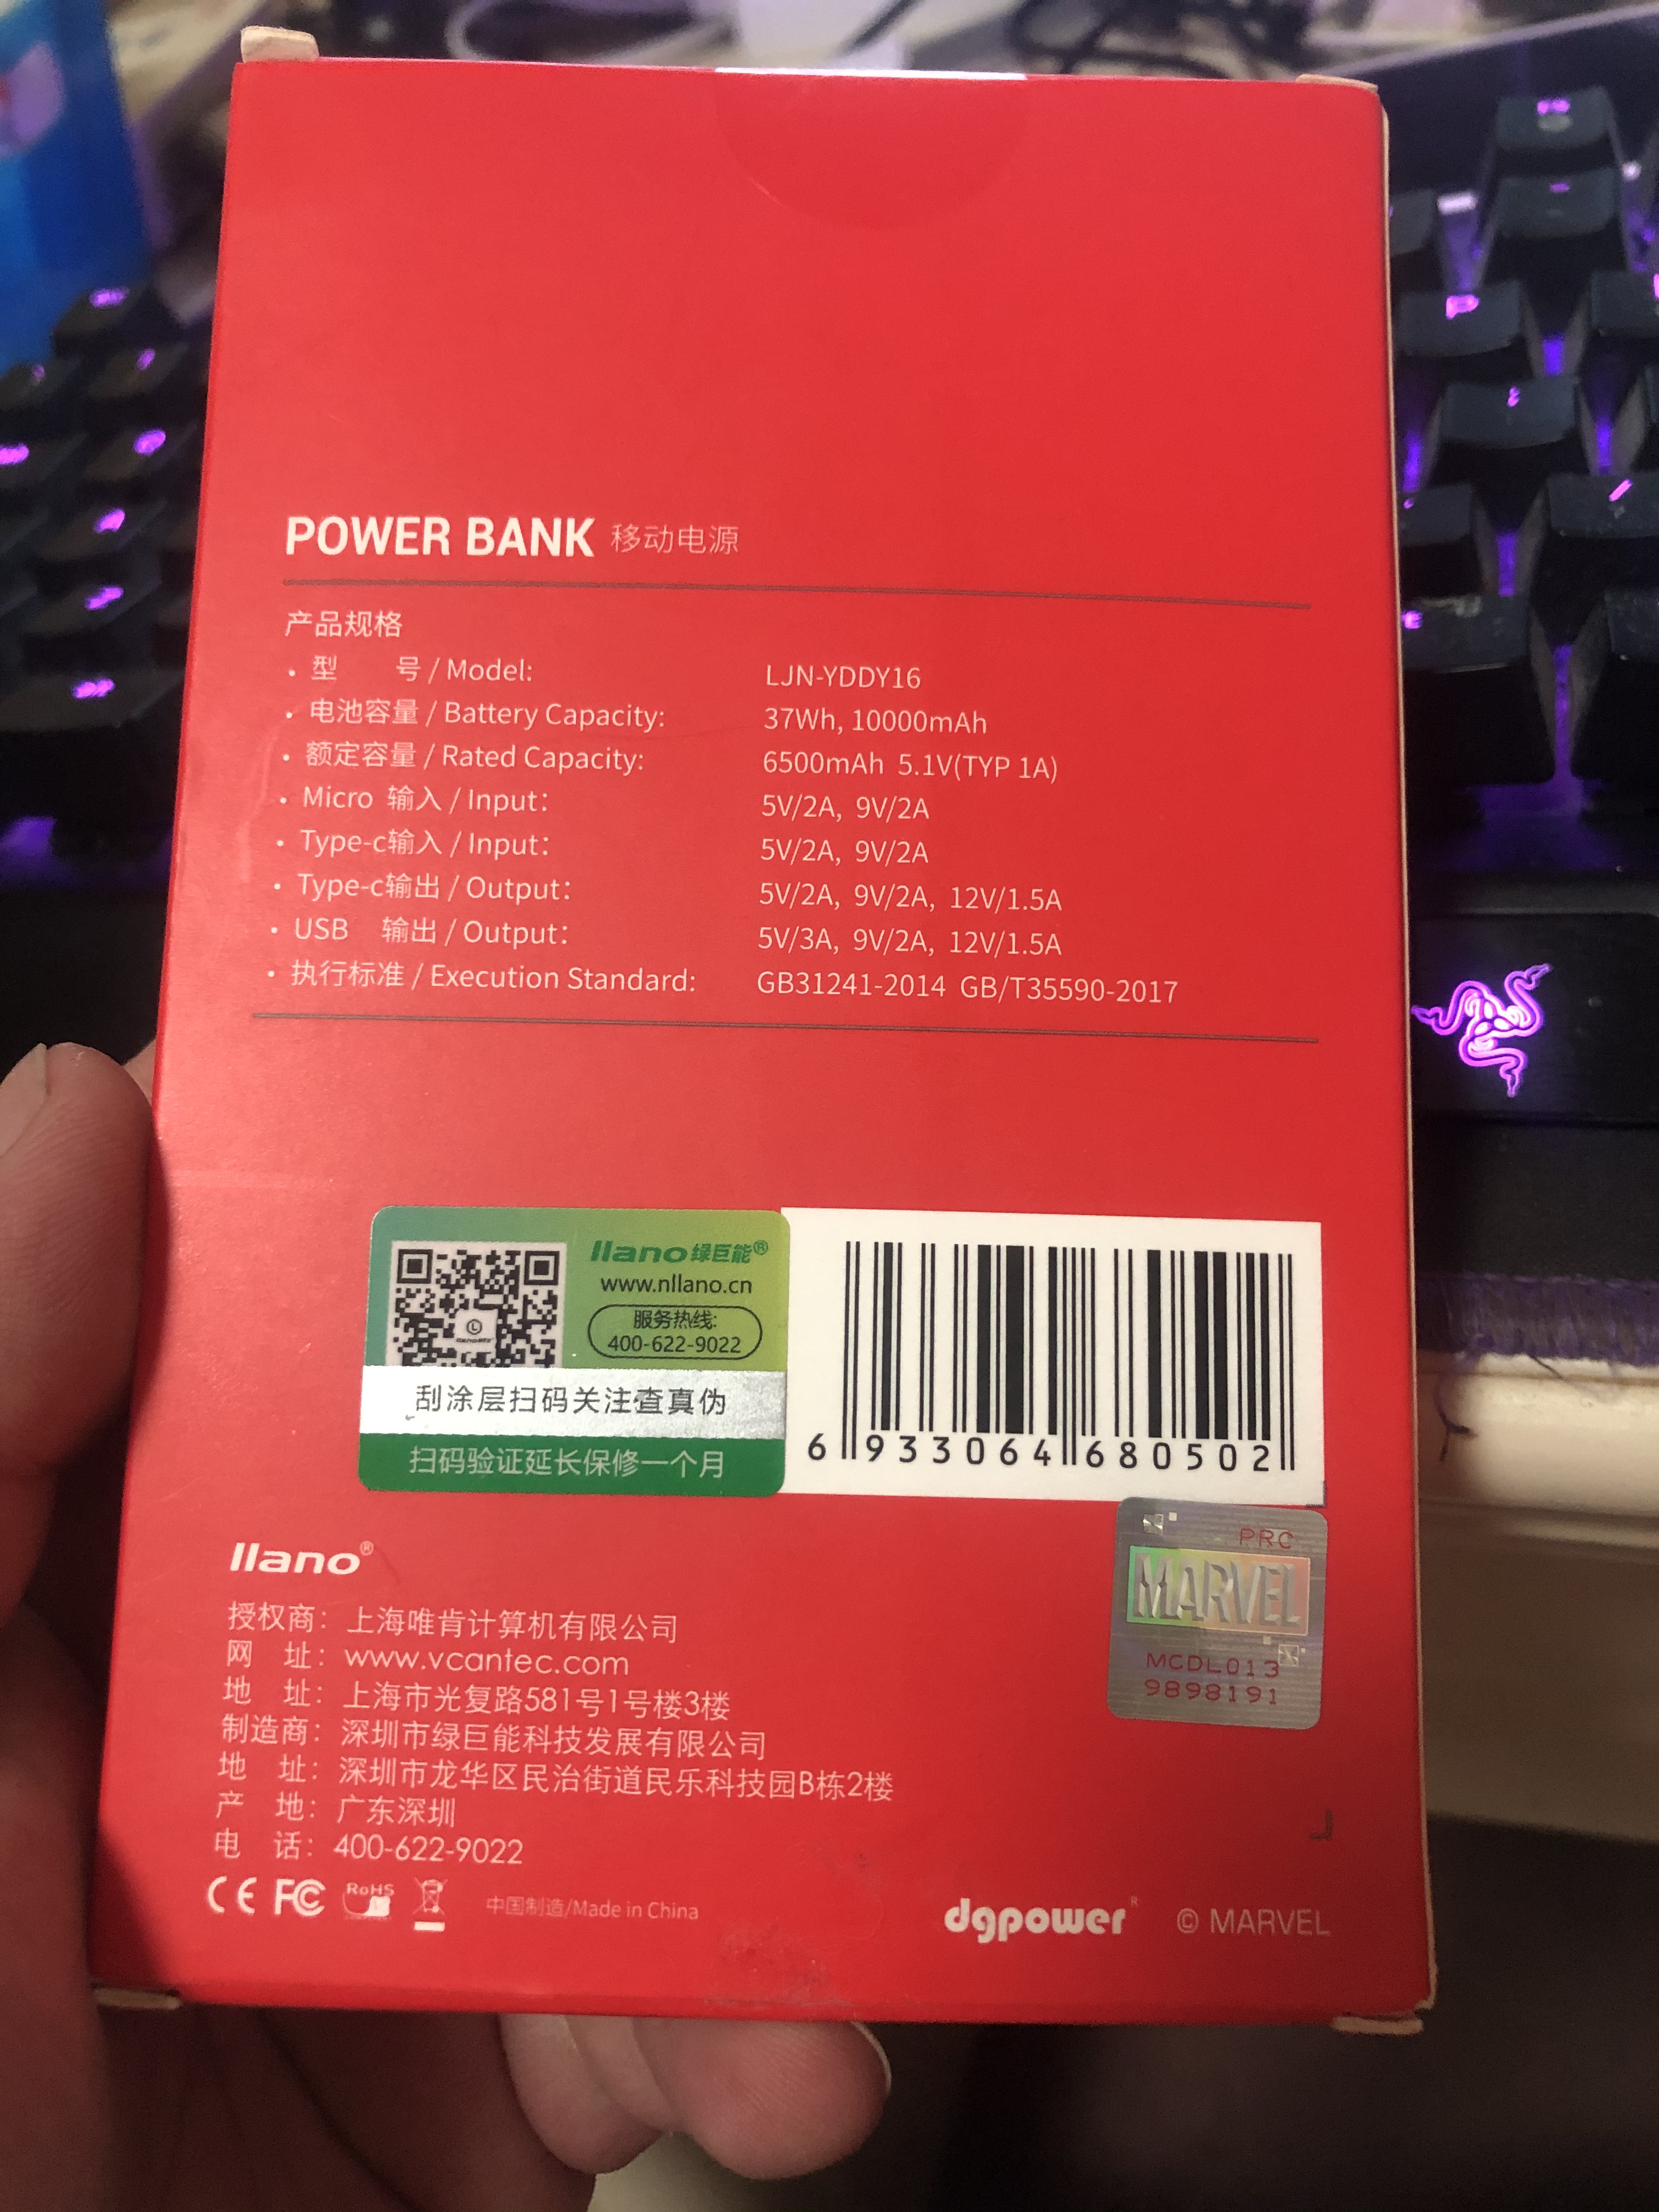 POWER BANK 移动电源
产品规格
· 型 号 / Model: LJN-YDDY16
· 电池容量 / Battery Capacity: 37Wh, 10000mAh
· 额定容量 / Rated Capacity: 6500mAh 5.1V(TYP 1A)
· Micro 输入 / Input： 5V/2A, 9V/2A
· Type-c输入 / Input： 5V/2A, 9V/2A
· Type-c输出 / Output： 5V/2A, 9V/2A, 12V/1.5A
· USB 输出 / Output： 5V/3A, 9V/2A, 12V/1.5A
· 执行标准 / Execution Standard: GB31241-2014 GB/T35590-2017
llano绿巨能®
www.nllano.cn
服务热线:
400-622-9022
刮涂层扫码关注查真伪
扫码验证延长保修一个月
6 933064 680502
PRC
MARVEL
MCDL013
9898191
llano®
授权商：上海唯肯计算机有限公司
网 址：www.vcantec.com
地 址：上海市光复路581号1号楼3楼
制造商：深圳市绿巨能科技发展有限公司
地 址：深圳市龙华区民治街道民乐科技园B栋2楼
产 地：广东深圳
电 话：400-622-9022
CE FC RoHS 中国制造/Made in China dgpower® © MARVEL